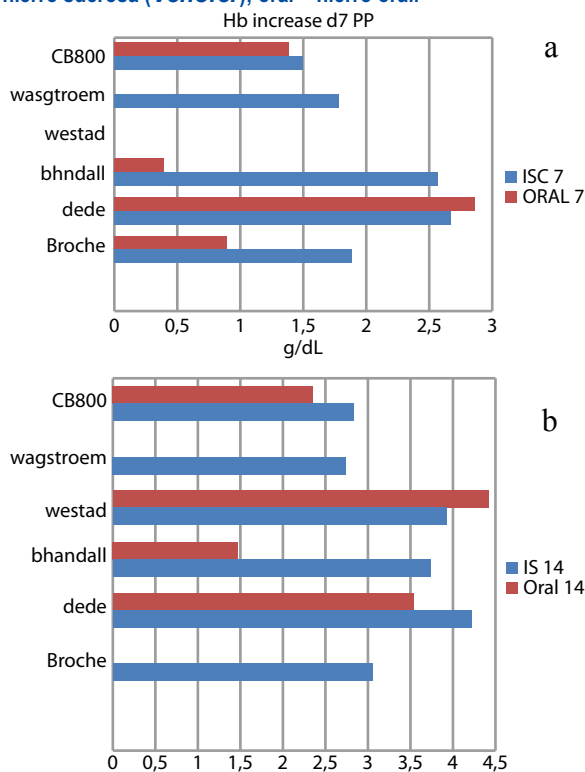 Hb increase d7 PP
a
CB800
wasgtroem
westad
bhndall
dede
Broche
ISC 7
ORAL 7
0 0,5 1 1,5 2 2,5 3
g/dL
b
CB800
wagstroem
westad
bhandall
dede
Broche
IS 14
Oral 14
0 0,5 1 1,5 2 2,5 3 3,5 4 4,5